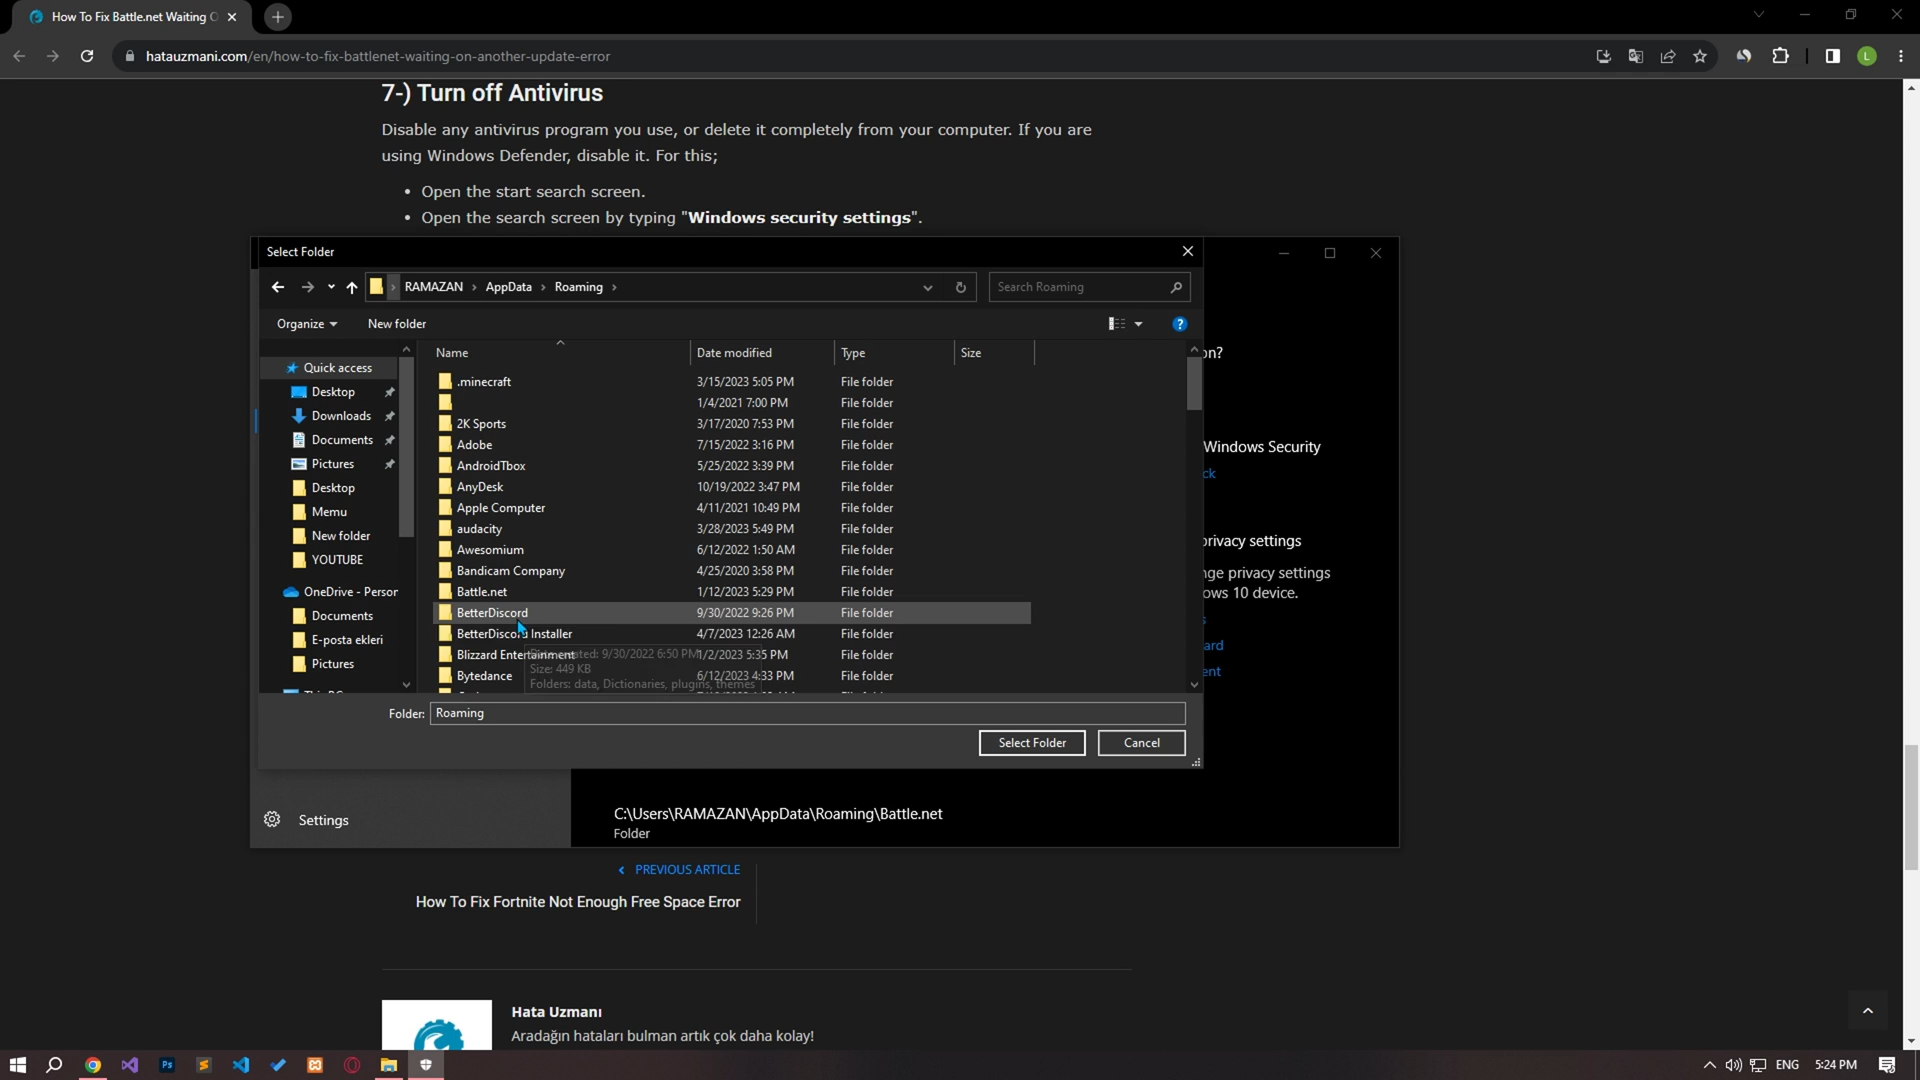 How To Fix Battle.net Waiting O
hatauzmani.com/en/how-to-fix-battlenet-waiting-on-another-update-error
L
7-) Turn off Antivirus
Disable any antivirus program you use, or delete it completely from your computer. If you are
using Windows Defender, disable it. For this;
• Open the start search screen.
• Open the search screen by typing "Windows security settings".
Select Folder
RAMAZAN › AppData › Roaming ›
Search Roaming
Organize
New folder
?
Name Date modified Type Size
Quick access
Desktop
Downloads
Documents
Pictures
Desktop
Memu
New folder
YOUTUBE
OneDrive - Person
Documents
E-posta ekleri
Pictures
.minecraft 3/15/2023 5:05 PM File folder
1/4/2021 7:00 PM File folder
2K Sports 3/17/2020 7:53 PM File folder
Adobe 7/15/2022 3:16 PM File folder
AndroidTbox 5/25/2022 3:39 PM File folder
AnyDesk 10/19/2022 3:47 PM File folder
Apple Computer 4/11/2021 10:49 PM File folder
audacity 3/28/2023 5:49 PM File folder
Awesomium 6/12/2022 1:50 AM File folder
Bandicam Company 4/25/2020 3:58 PM File folder
Battle.net 1/12/2023 5:29 PM File folder
BetterDiscord 9/30/2022 9:26 PM File folder
BetterDiscord Installer 4/7/2023 12:26 AM File folder
Blizzard Entertainment 1/2/2023 5:35 PM File folder
Bytedance 6/12/2023 4:33 PM File folder
Date created: 9/30/2022 6:50 PM
Size: 449 KB
Folders: data, Dictionaries, plugins, themes
Folder: Roaming
Select Folder
Cancel
on?
Windows Security
ck
privacy settings
nge privacy settings
ows 10 device.
s
ard
ent
Settings
C:\Users\RAMAZAN\AppData\Roaming\Battle.net
Folder
PREVIOUS ARTICLE
How To Fix Fortnite Not Enough Free Space Error
Hata Uzmanı
Aradağın hataları bulman artık çok daha kolay!
Ps
ENG
5:24 PM